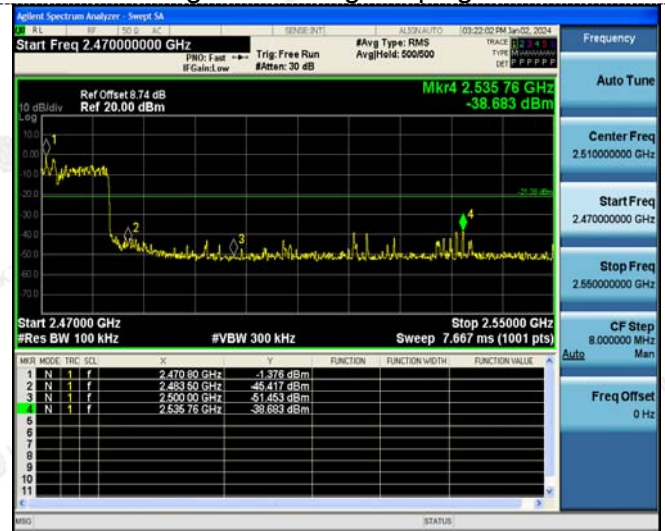 Agilent Spectrum Analyzer - Swept SA
RL RF 50 Ω AC SENSE:INT ALIGNAUTO 03:22:02 PM Jan 02, 2024
Start Freq 2.470000000 GHz
PNO: Fast
IFGain:Low
Trig: Free Run
#Atten: 30 dB
#Avg Type: RMS
Avg|Hold: 500/500
TRACE 1 2 3 4 5 6
TYPE
DET P P P P P P
Ref Offset 8.74 dB
Ref 20.00 dBm
10 dB/div
Log
Mkr4 2.535 76 GHz
-38.683 dBm
10.0
0.00
-10.0
-20.0
-30.0
-40.0
-50.0
-60.0
-70.0
1
2
3
4
Start 2.47000 GHz
Stop 2.55000 GHz
#Res BW 100 kHz
#VBW 300 kHz
Sweep 7.667 ms (1001 pts)
MKR MODE TRC SCL X Y FUNCTION FUNCTION WIDTH FUNCTION VALUE
1 N 1 f 2.470 80 GHz -1.376 dBm
2 N 1 f 2.483 50 GHz -45.417 dBm
3 N 1 f 2.500 00 GHz -51.453 dBm
4 N 1 f 2.535 76 GHz -38.683 dBm
5
6
7
8
9
10
11
MSG
STATUS
Frequency
Auto Tune
Center Freq
2.510000000 GHz
Start Freq
2.470000000 GHz
Stop Freq
2.550000000 GHz
CF Step
8.000000 MHz
Auto Man
Freq Offset
0 Hz